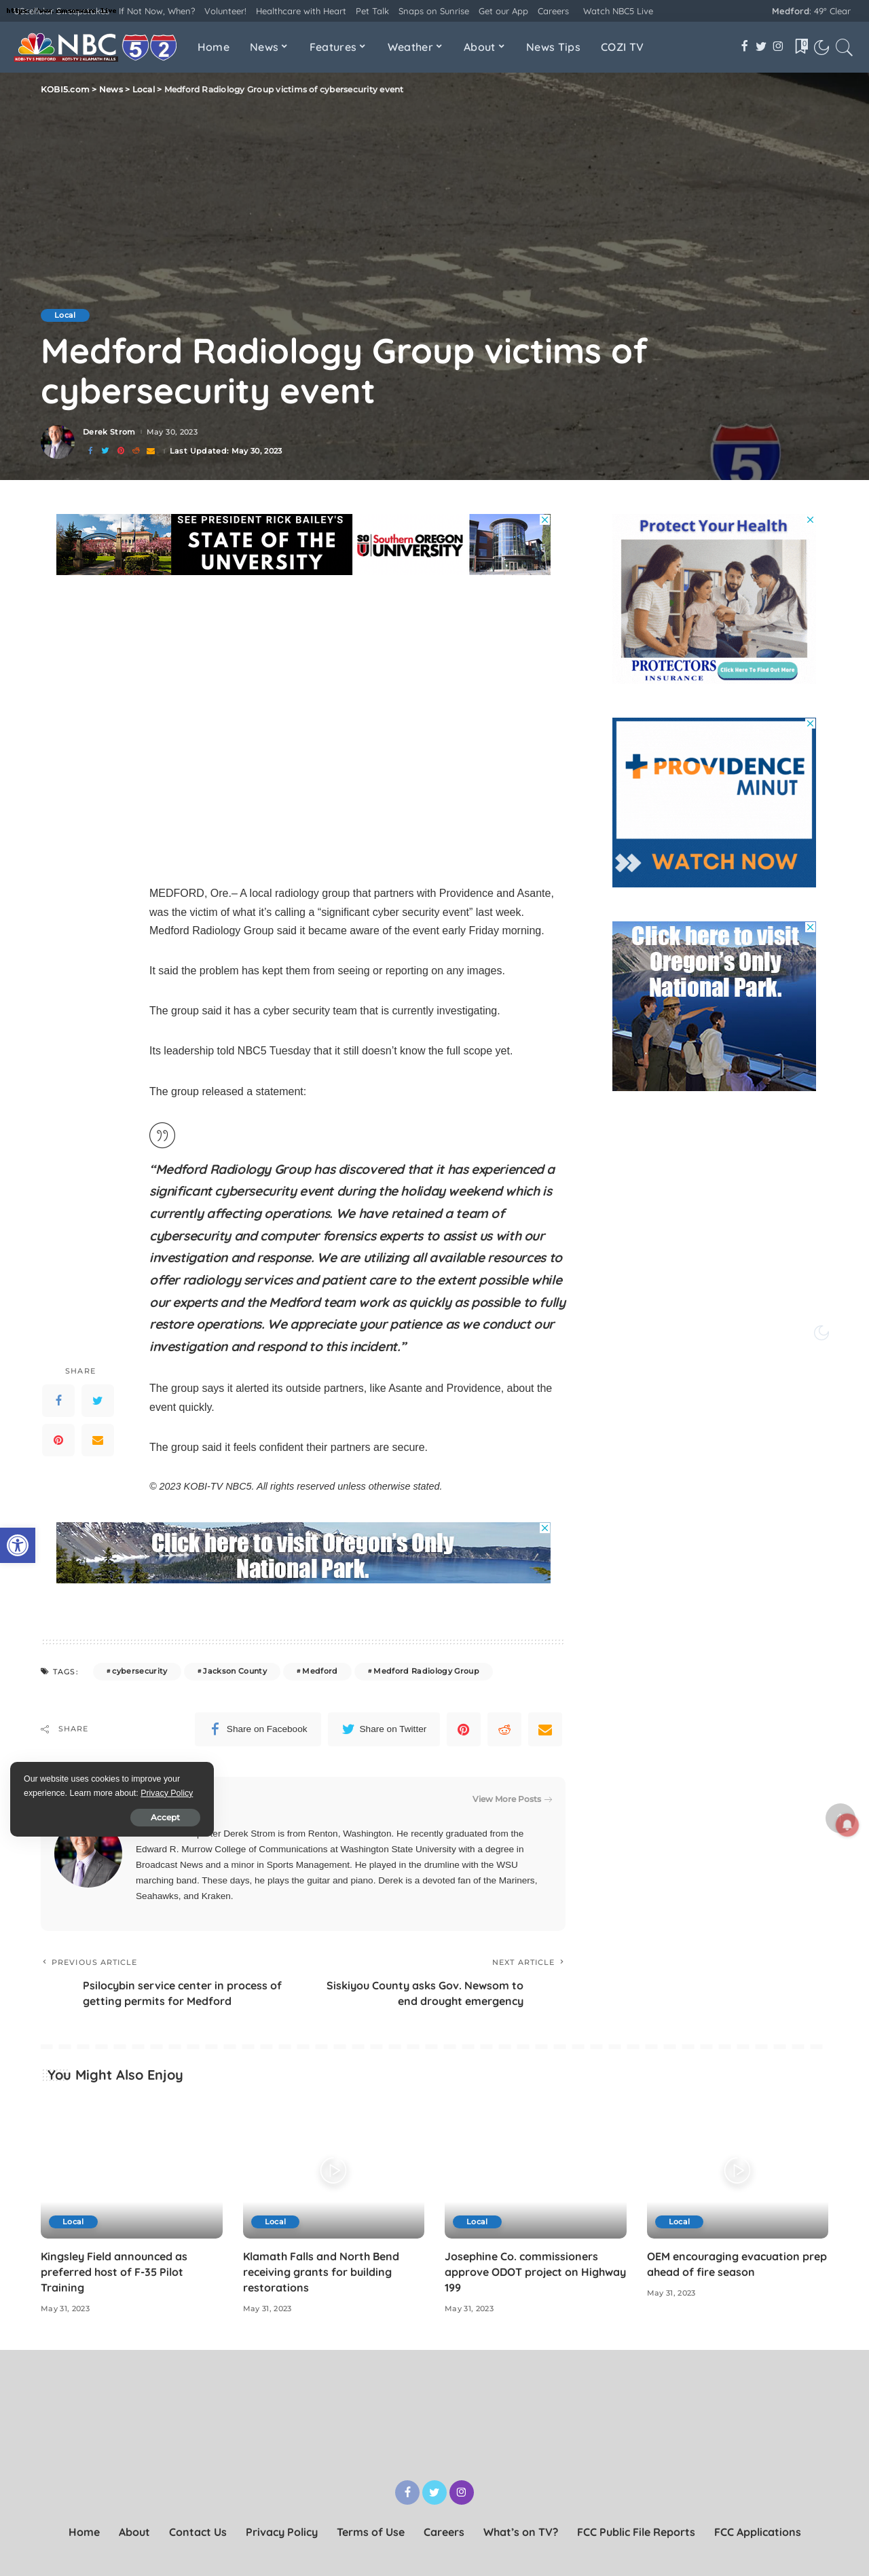 If Not Now, When? Volunteer! Healthcare with Heart Pet Talk Snaps on Sunrise Get our App Careers Watch NBC5 Live Medford: 49° Clear
NBC 5 2
KOBI-TV 5 MEDFORD KOTI-TV 2 KLAMATH FALLS
Home News Features Weather About News Tips COZI TV
KOBI5.com > News > Local > Medford Radiology Group victims of cybersecurity event
Local
Medford Radiology Group victims of
cybersecurity event
Derek Strom May 30, 2023
Last Updated: May 30, 2023
5
SEE PRESIDENT RICK BAILEY'S
STATE OF THE
UNVERSITY
SOU Southern OREGON
UNIVERSITY
Protect Your Health
PROTECTORS
INSURANCE
Click Here To Find Out More
PROVIDENCE
MINUT
WATCH NOW
Click here to visit
Oregon's Only
National Park.
MEDFORD, Ore.– A local radiology group that partners with Providence and Asante,
was the victim of what it’s calling a “significant cyber security event” last week.
Medford Radiology Group said it became aware of the event early Friday morning.
It said the problem has kept them from seeing or reporting on any images.
The group said it has a cyber security team that is currently investigating.
Its leadership told NBC5 Tuesday that it still doesn’t know the full scope yet.
The group released a statement:
“Medford Radiology Group has discovered that it has experienced a
significant cybersecurity event during the holiday weekend which is
currently affecting operations. We have retained a team of
cybersecurity and computer forensics experts to assist us with our
investigation and response. We are utilizing all available resources to
offer radiology services and patient care to the extent possible while
our experts and the Medford team work as quickly as possible to fully
restore operations. We appreciate your patience as we conduct our
investigation and respond to this incident.”
SHARE
The group says it alerted its outside partners, like Asante and Providence, about the
event quickly.
The group said it feels confident their partners are secure.
© 2023 KOBI-TV NBC5. All rights reserved unless otherwise stated.
Click here to visit Oregon's Only
National Park.
TAGS: #cybersecurity #Jackson County #Medford #Medford Radiology Group
SHARE Share on Facebook Share on Twitter
Our website uses cookies to improve your
experience. Learn more about: Privacy Policy
Accept
View More Posts
Derek Strom is from Renton, Washington. He recently graduated from the
Edward R. Murrow College of Communications at Washington State University with a degree in
Broadcast News and a minor in Sports Management. He played in the drumline with the WSU
marching band. These days, he plays the guitar and piano. Derek is a devoted fan of the Mariners,
Seahawks, and Kraken.
PREVIOUS ARTICLE
Psilocybin service center in process of
getting permits for Medford
NEXT ARTICLE
Siskiyou County asks Gov. Newsom to
end drought emergency
You Might Also Enjoy
Local
Kingsley Field announced as
preferred host of F-35 Pilot
Training
May 31, 2023
Local
Klamath Falls and North Bend
receiving grants for building
restorations
May 31, 2023
Local
Josephine Co. commissioners
approve ODOT project on Highway
199
May 31, 2023
Local
OEM encouraging evacuation prep
ahead of fire season
May 31, 2023
Home About Contact Us Privacy Policy Terms of Use Careers What’s on TV? FCC Public File Reports FCC Applications